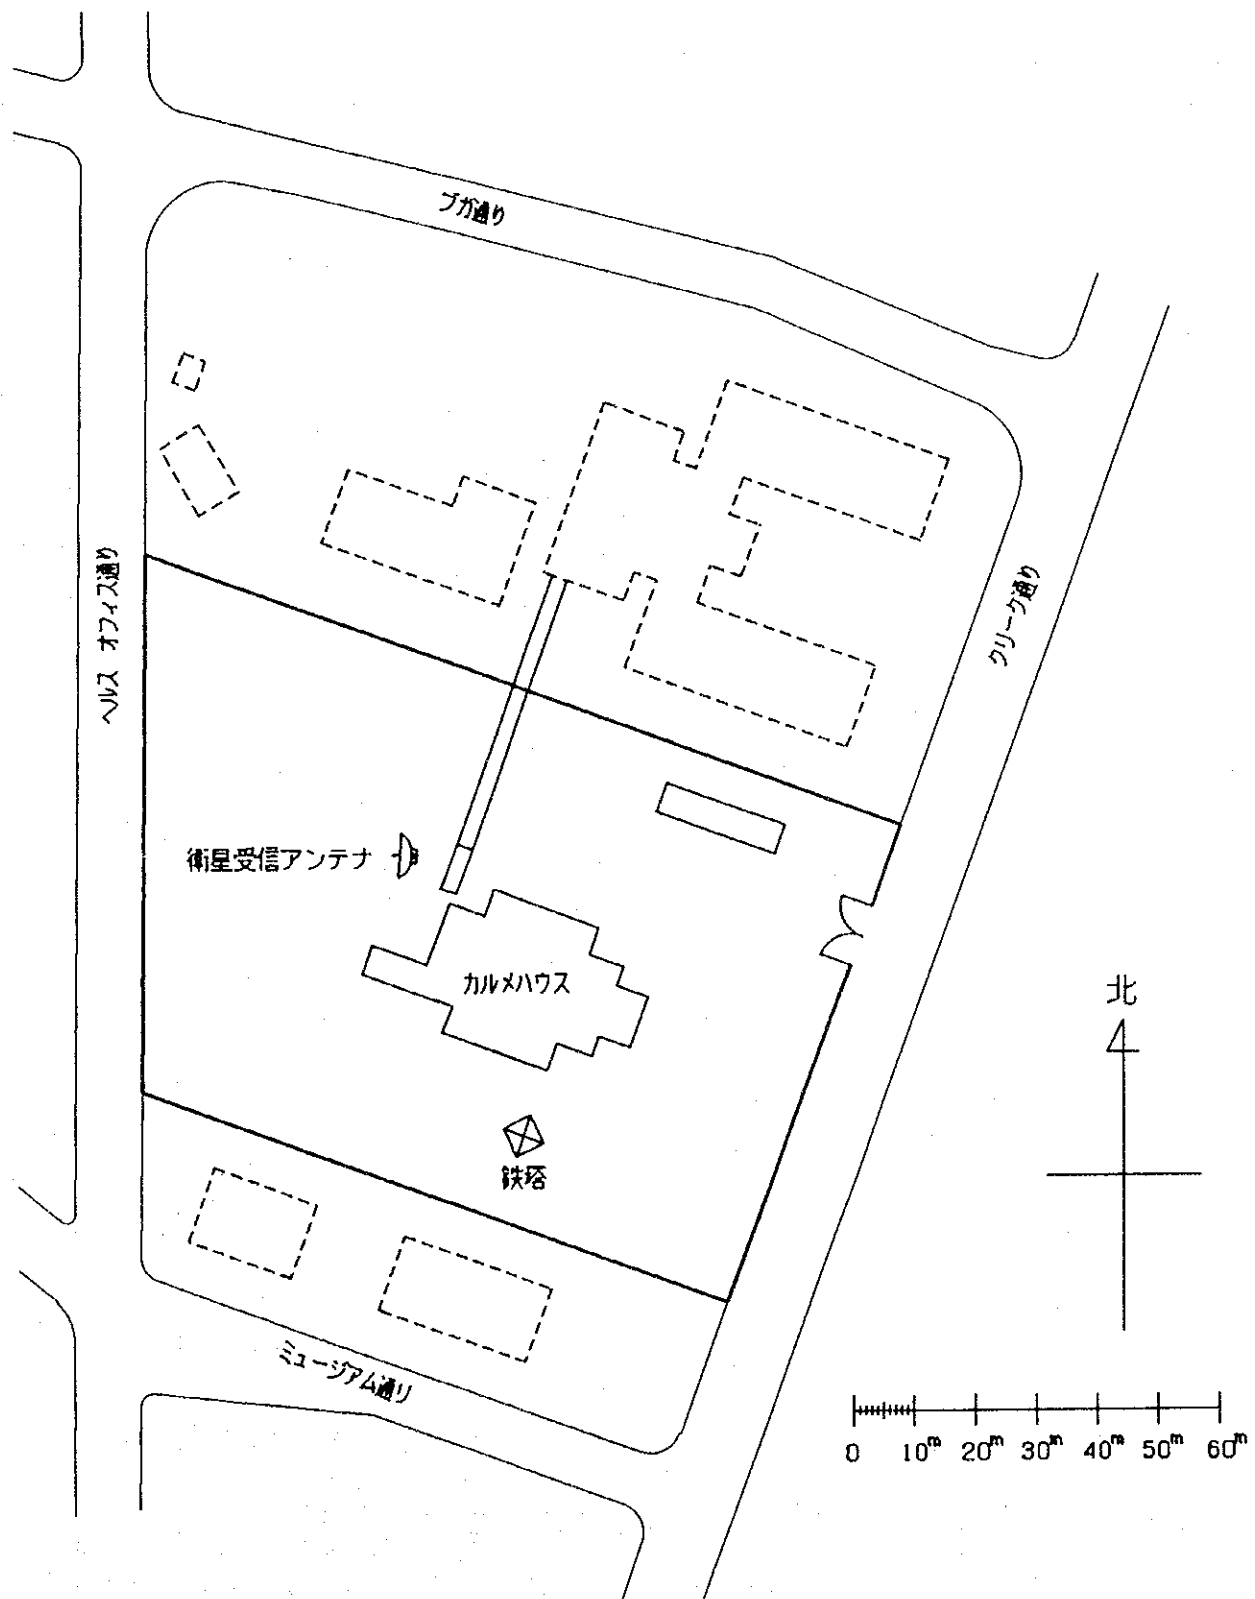 ブガ通り
ヘルス オフィス通り
クリーク通り
衛星受信アンテナ
カルメハウス
北
鉄塔
ミュージアム通り
0 10m 20m 30m 40m 50m 60m